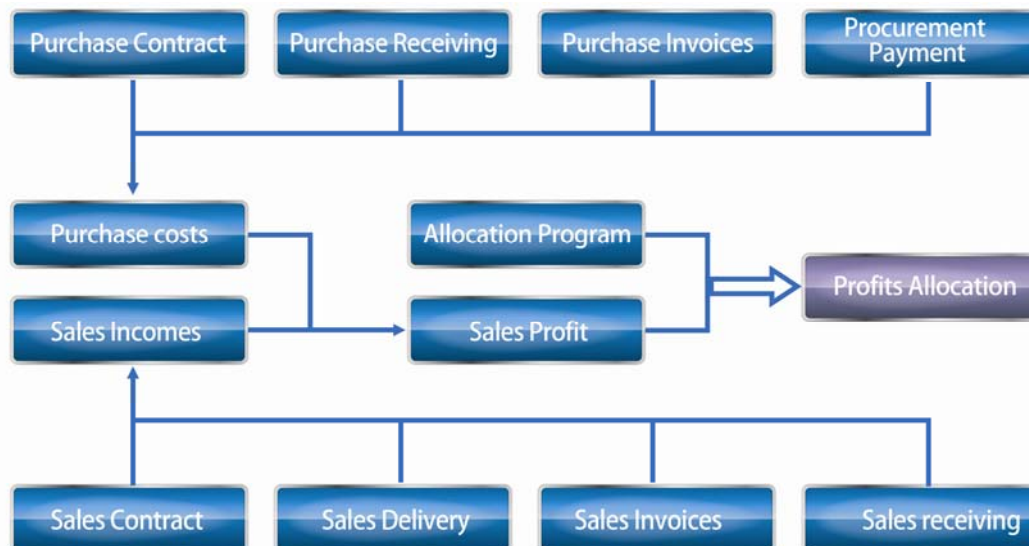 Purchase Contract
Purchase Receiving
Purchase Invoices
Procurement
Payment
Purchase costs
Allocation Program
Profits Allocation
Sales Incomes
Sales Profit
Sales Contract
Sales Delivery
Sales Invoices
Sales receiving